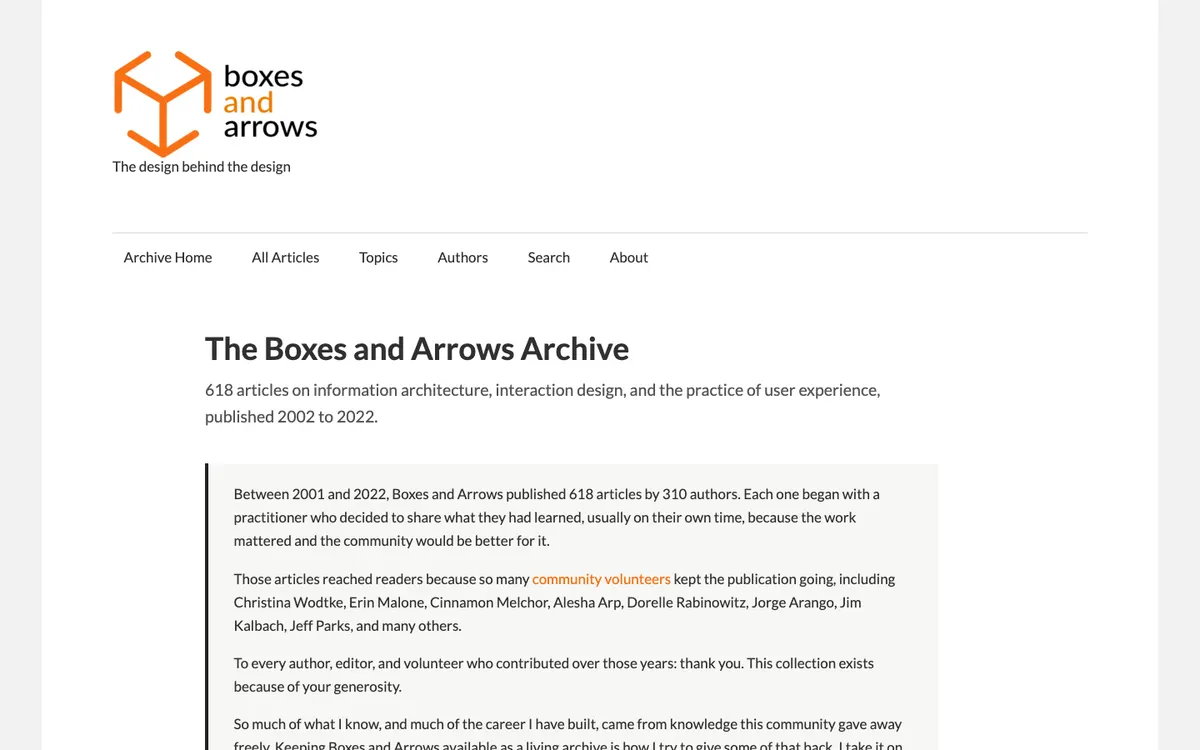 boxes
and
arrows
The design behind the design
Archive Home All Articles Topics Authors Search About
The Boxes and Arrows Archive
618 articles on information architecture, interaction design, and the practice of user experience,
published 2002 to 2022.
Between 2001 and 2022, Boxes and Arrows published 618 articles by 310 authors. Each one began with a
practitioner who decided to share what they had learned, usually on their own time, because the work
mattered and the community would be better for it.
Those articles reached readers because so many community volunteers kept the publication going, including
Christina Wodtke, Erin Malone, Cinnamon Melchor, Alesha Arp, Dorelle Rabinowitz, Jorge Arango, Jim
Kalbach, Jeff Parks, and many others.
To every author, editor, and volunteer who contributed over those years: thank you. This collection exists
because of your generosity.
So much of what I know, and much of the career I have built, came from knowledge this community gave away
freely. Keeping Boxes and Arrows available as a living archive is how I try to give some of that back. I take it on